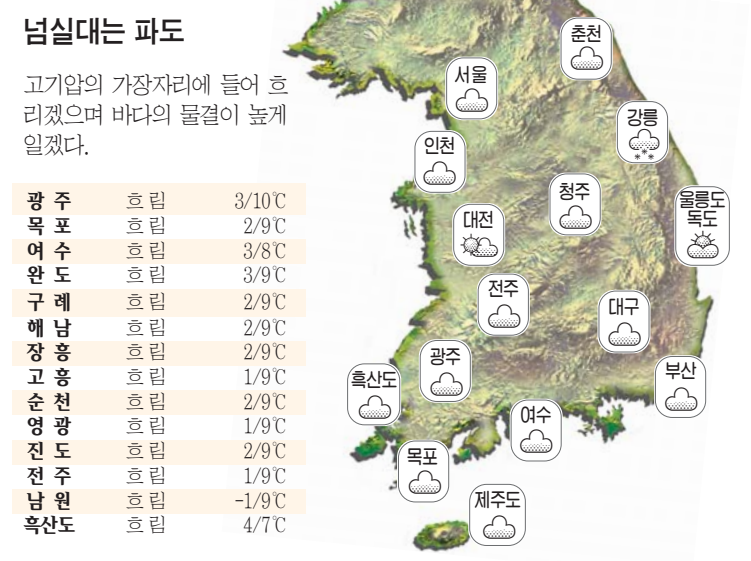 넘실대는 파도
고기압의 가장자리에 들어 흐
리겠으며 바다의 물결이 높게
일겠다.
광주 흐림 3/10℃
목포 흐림 2/9℃
여수 흐림 3/8℃
완도 흐림 3/9℃
구례 흐림 2/9℃
해남 흐림 2/9℃
장흥 흐림 2/9℃
고흥 흐림 1/9℃
순천 흐림 2/9℃
영광 흐림 1/9℃
진도 흐림 2/9℃
전주 흐림 1/9℃
남원 흐림 -1/9℃
흑산도 흐림 4/7℃
춘천
서울
강릉
인천
청주
울릉도
독도
대전
전주
대구
광주
부산
흑산도
여수
목포
제주도